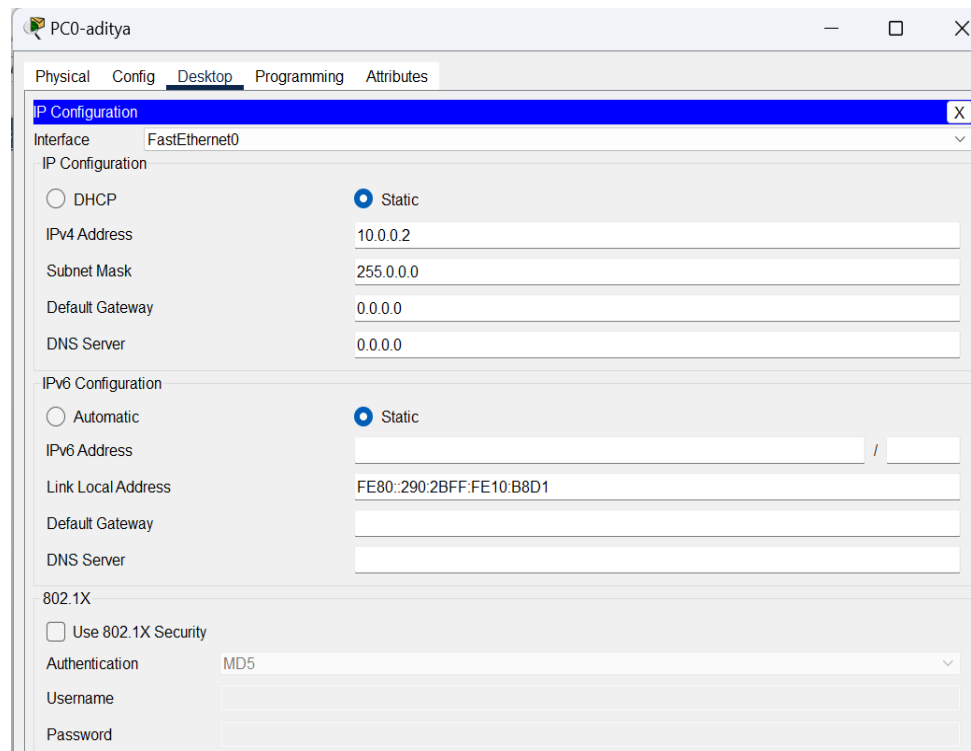 PC0-aditya
Physical Config Desktop Programming Attributes
IP Configuration X
Interface FastEthernet0
IP Configuration
DHCP Static
IPv4 Address 10.0.0.2
Subnet Mask 255.0.0.0
Default Gateway 0.0.0.0
DNS Server 0.0.0.0
IPv6 Configuration
Automatic Static
IPv6 Address /
Link Local Address FE80::290:2BFF:FE10:B8D1
Default Gateway
DNS Server
802.1X
Use 802.1X Security
Authentication MD5
Username
Password